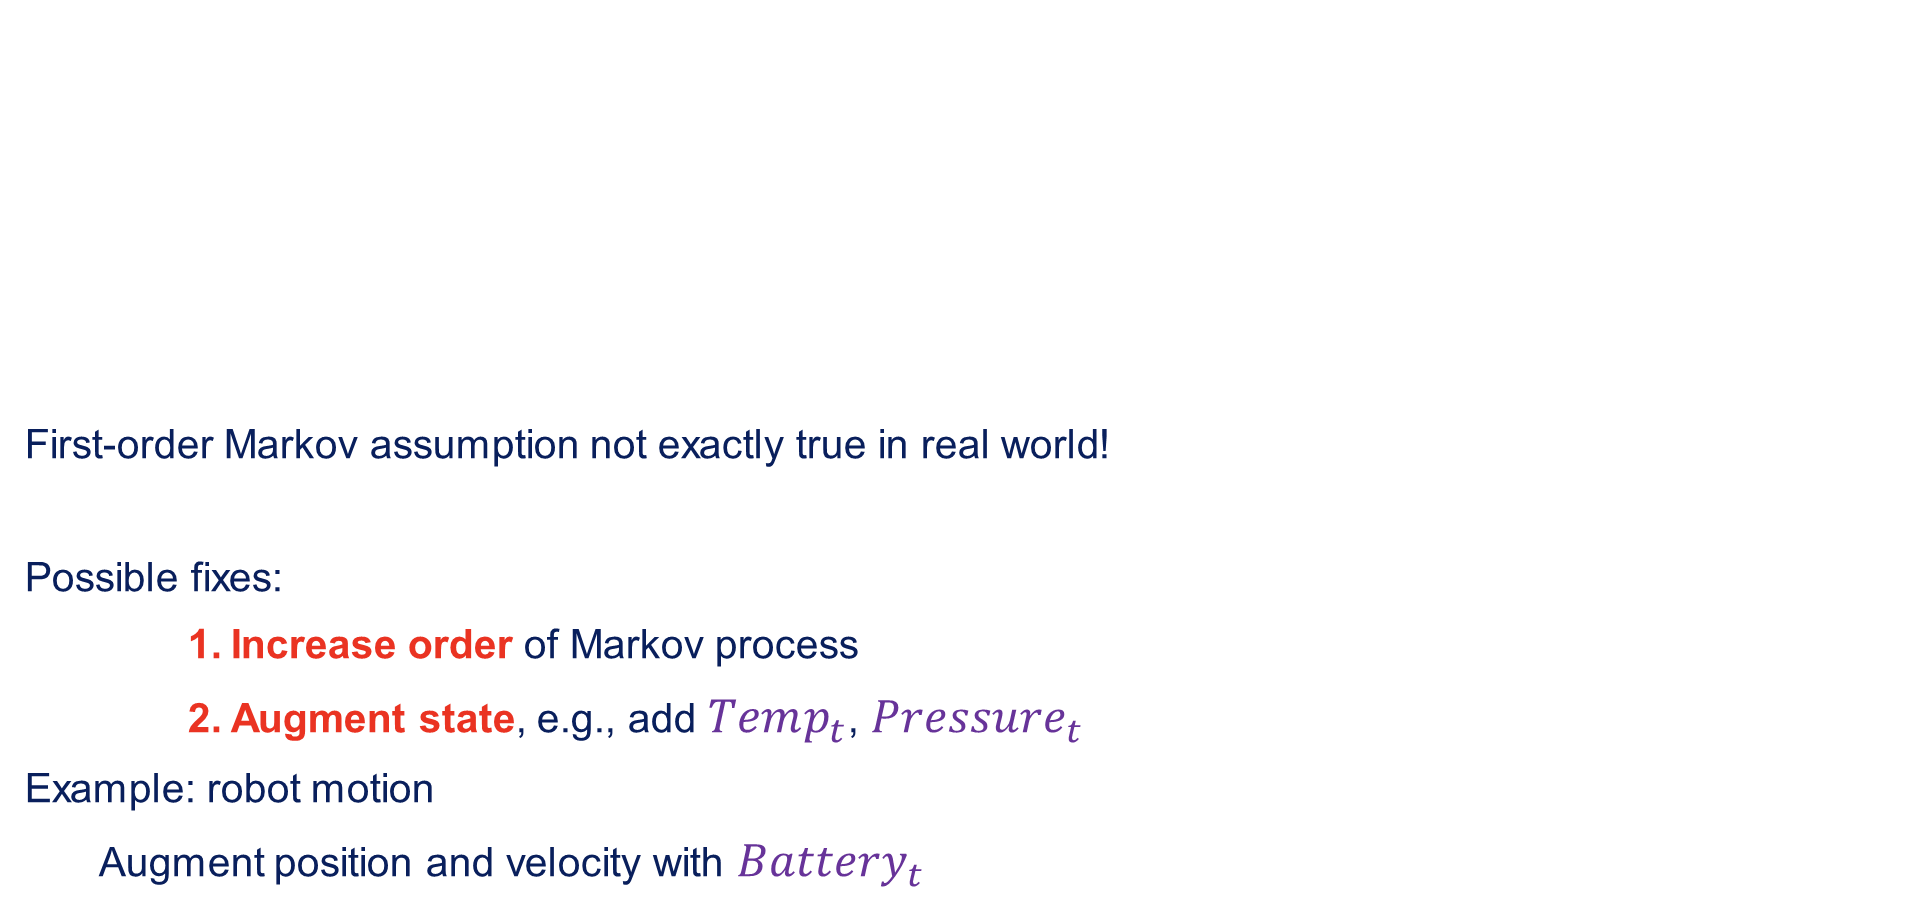 First-order Markov assumption not exactly true in real world!
Possible fixes:
1. Increase order of Markov process
2. Augment state, e.g., add Temp_t, Pressure_t
Example: robot motion
Augment position and velocity with Battery_t